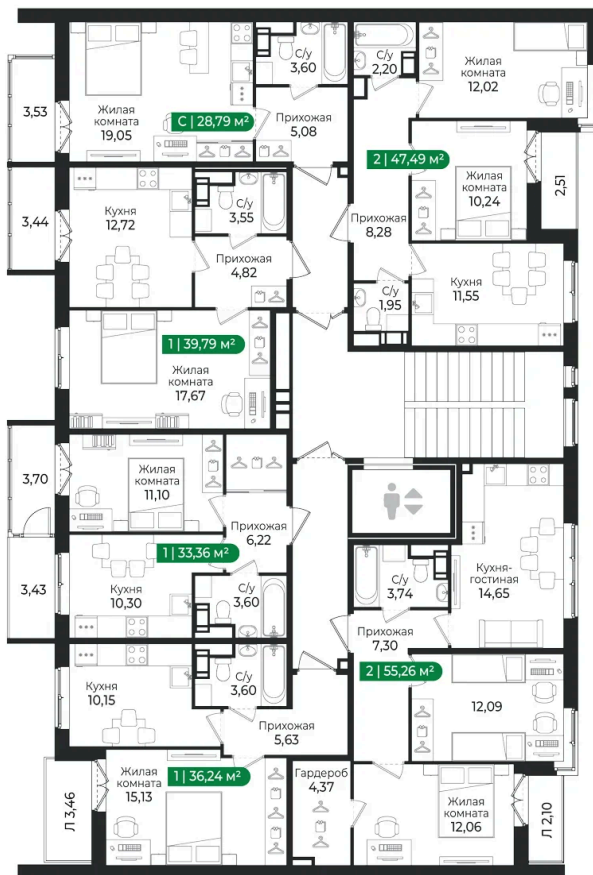 С/у
3,60
С/у
2,20
Жилая
комната
12,02
3,53
Жилая
комната
19,05
С | 28,79 м²
Прихожая
5,08
2 | 47,49 м²
Жилая
комната
10,24
2,51
3,44
Кухня
12,72
С/у
3,55
Прихожая
4,82
Прихожая
8,28
С/у
1,95
Кухня
11,55
1 | 39,79 м²
Жилая
комната
17,67
3,70
Жилая
комната
11,10
Прихожая
6,22
1 | 33,36 м²
3,43
Кухня
10,30
С/у
3,60
С/у
3,74
Кухня-
гостиная
14,65
Прихожая
7,30
2 | 55,26 м²
12,09
Кухня
10,15
С/у
3,60
Прихожая
5,63
Л 3,46
1 | 36,24 м²
Жилая
комната
15,13
Гардероб
4,37
Жилая
комната
12,06
Л 2,10